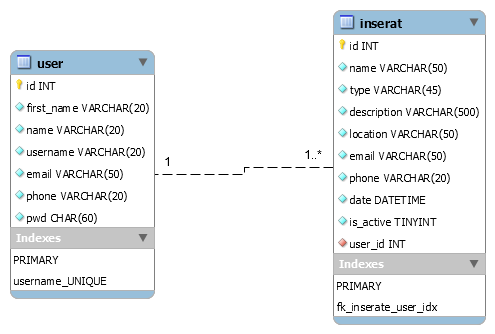 user
id INT
first_name VARCHAR(20)
name VARCHAR(20)
username VARCHAR(20)
email VARCHAR(50)
phone VARCHAR(20)
pwd CHAR(60)
Indexes
PRIMARY
username_UNIQUE
1
1..*
inserat
id INT
name VARCHAR(50)
type VARCHAR(45)
description VARCHAR(500)
location VARCHAR(50)
email VARCHAR(50)
phone VARCHAR(20)
date DATETIME
is_active TINYINT
user_id INT
Indexes
PRIMARY
fk_inserate_user_idx